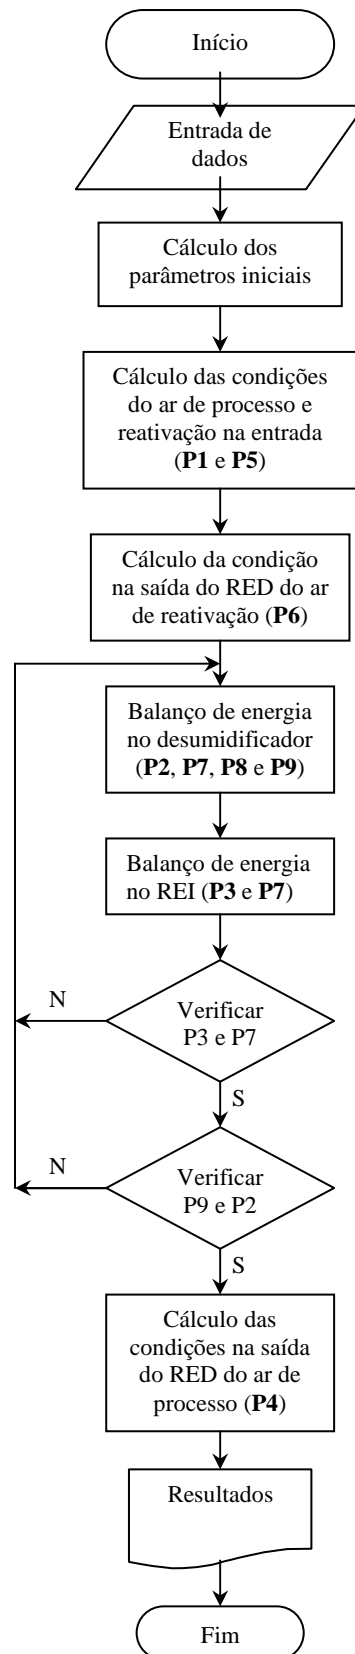 Início
Entrada de
dados
Cálculo dos
parâmetros iniciais
Cálculo das condições
do ar de processo e
reativação na entrada
(P1 e P5)
Cálculo da condição
na saída do RED do ar
de reativação (P6)
Balanço de energia
no desumidificador
(P2, P7, P8 e P9)
Balanço de energia
no REI (P3 e P7)
N
Verificar
P3 e P7
S
N
Verificar
P9 e P2
S
Cálculo das
condições na saída
do RED do ar de
processo (P4)
Resultados
Fim